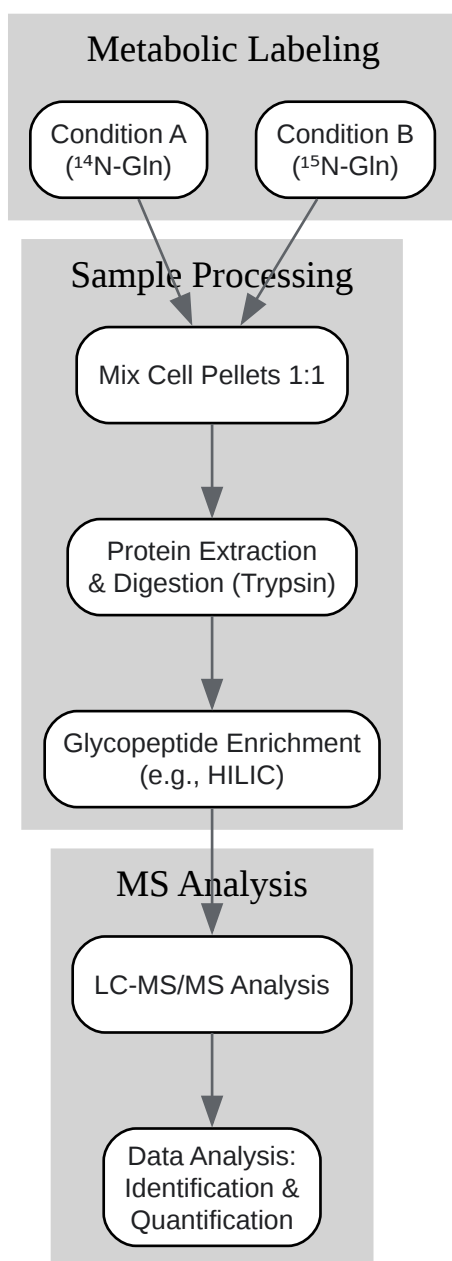 Metabolic Labeling
Condition A
(¹⁴N-Gln)
Condition B
(¹⁵N-Gln)
Sample Processing
Mix Cell Pellets 1:1
Protein Extraction
& Digestion (Trypsin)
Glycopeptide Enrichment
(e.g., HILIC)
MS Analysis
LC-MS/MS Analysis
Data Analysis:
Identification &
Quantification